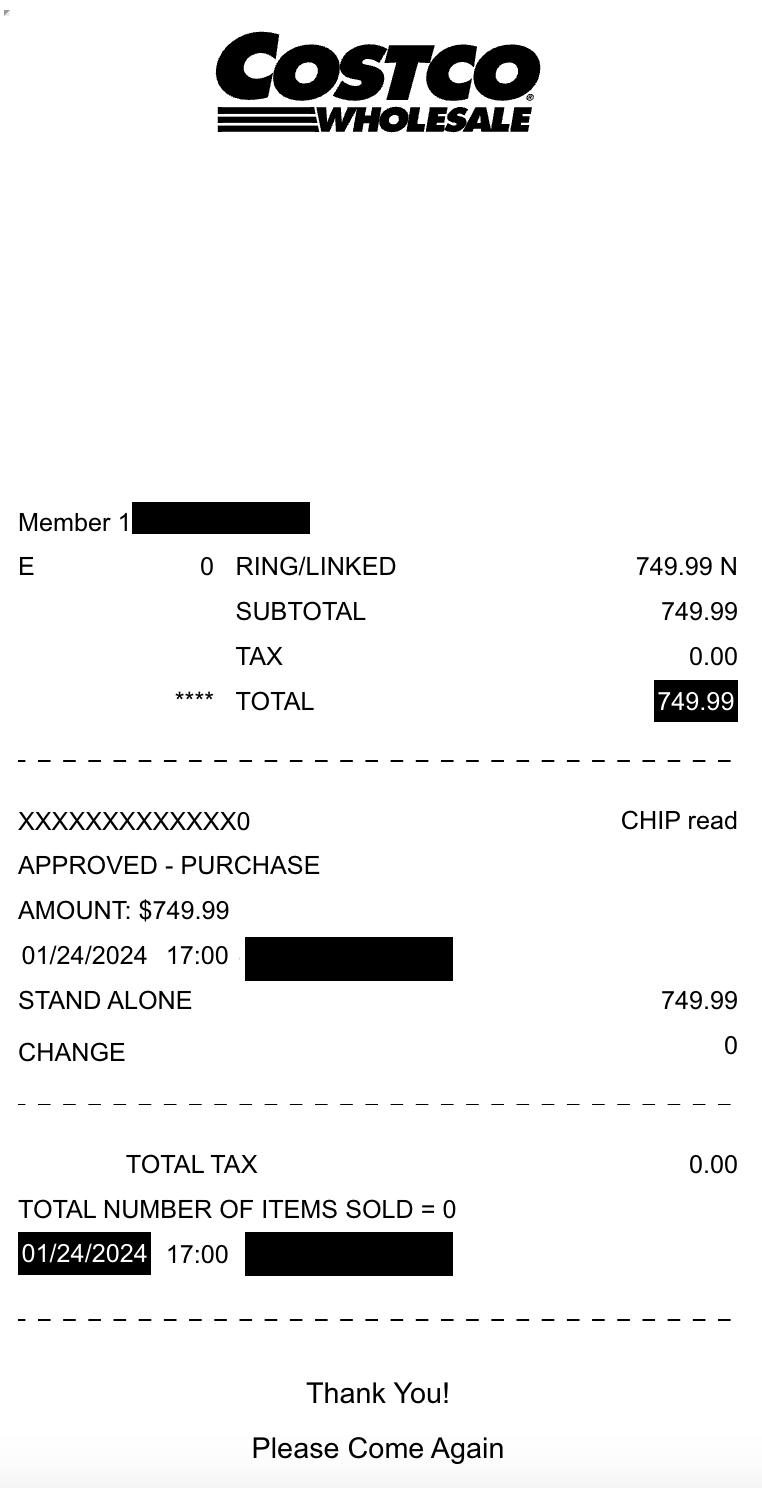 COSTCO
WHOLESALE
Member 1
E 0 RING/LINKED 749.99 N
SUBTOTAL 749.99
TAX 0.00
**** TOTAL 749.99
XXXXXXXXXXXXX0 CHIP read
APPROVED - PURCHASE
AMOUNT: $749.99
01/24/2024 17:00
STAND ALONE 749.99
CHANGE 0
TOTAL TAX 0.00
TOTAL NUMBER OF ITEMS SOLD = 0
01/24/2024 17:00
Thank You!
Please Come Again